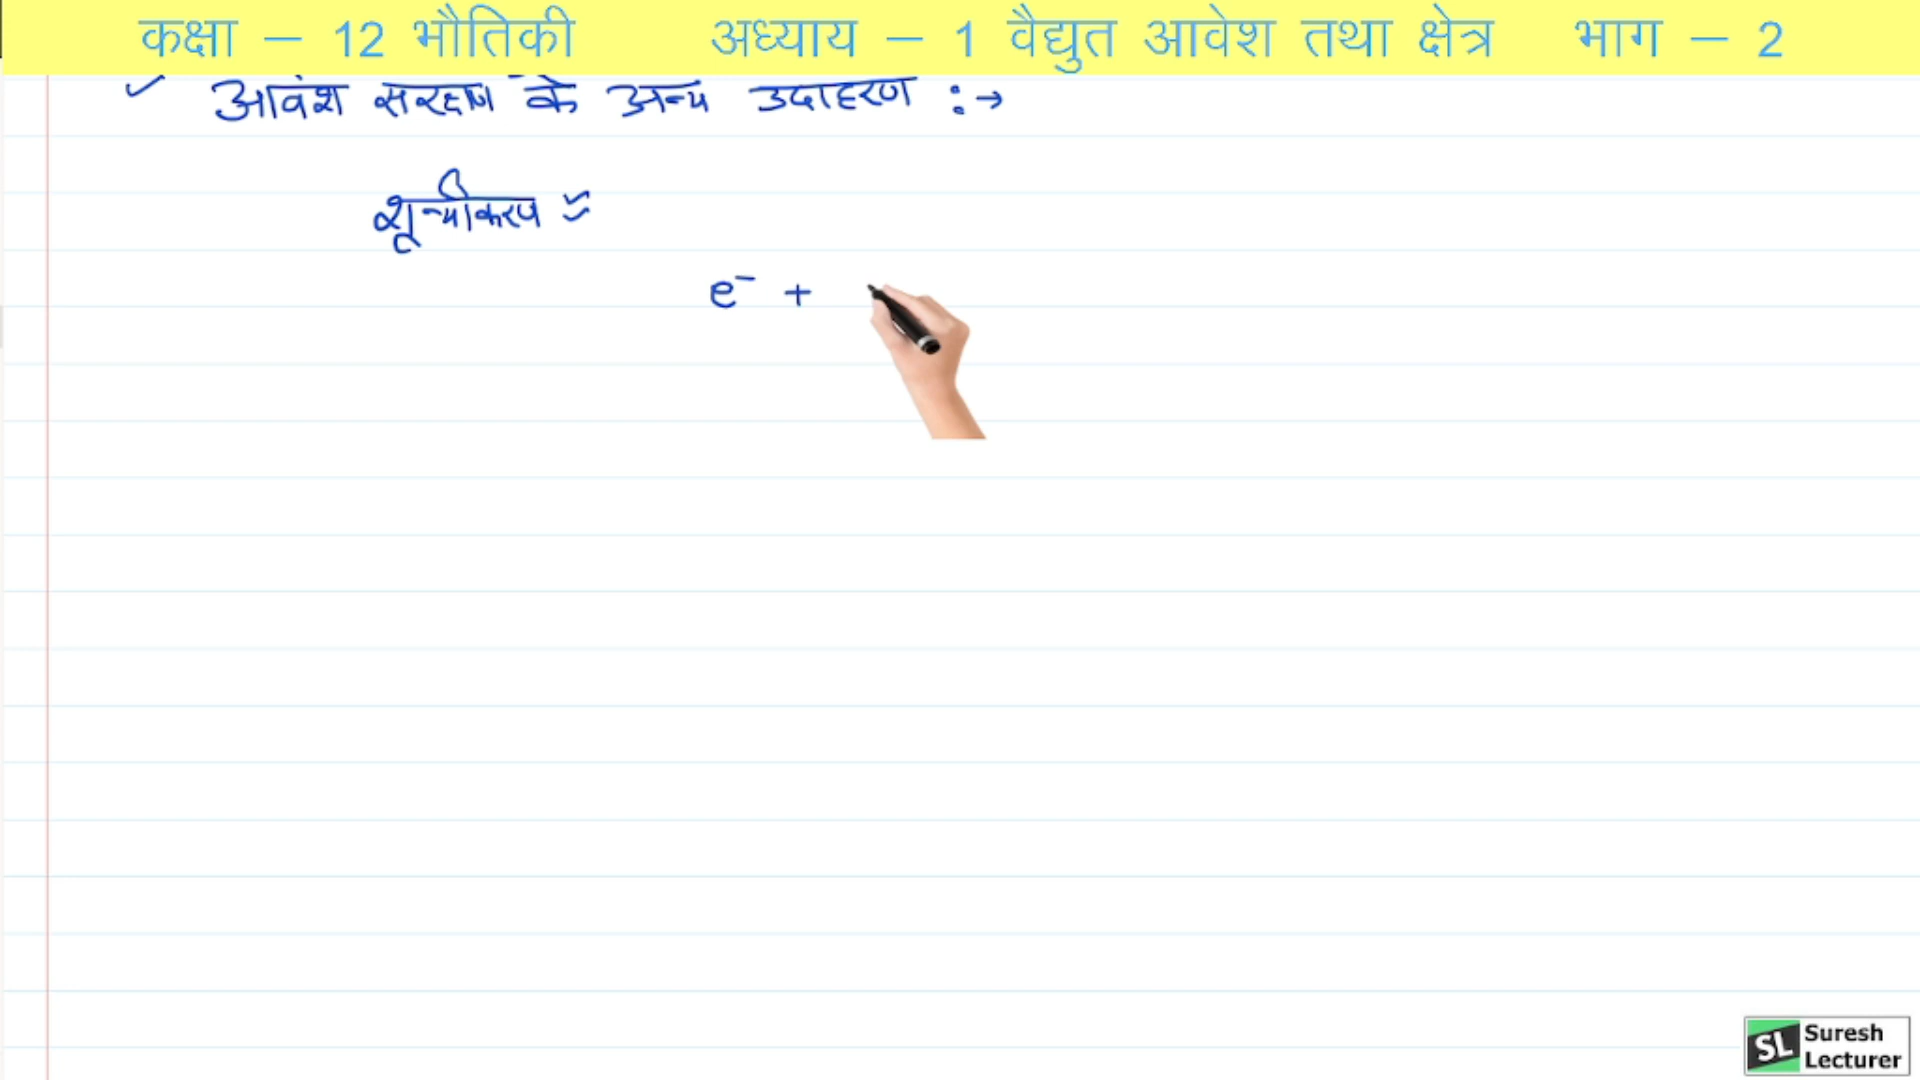 कक्षा – 12 भौतिकी अध्याय – 1 वैद्युत आवेश तथा क्षेत्र भाग – 2
✓ आवेश संरक्षण के अन्य उदाहरण :→
शून्यीकरण
e⁻ +
SL Suresh
Lecturer